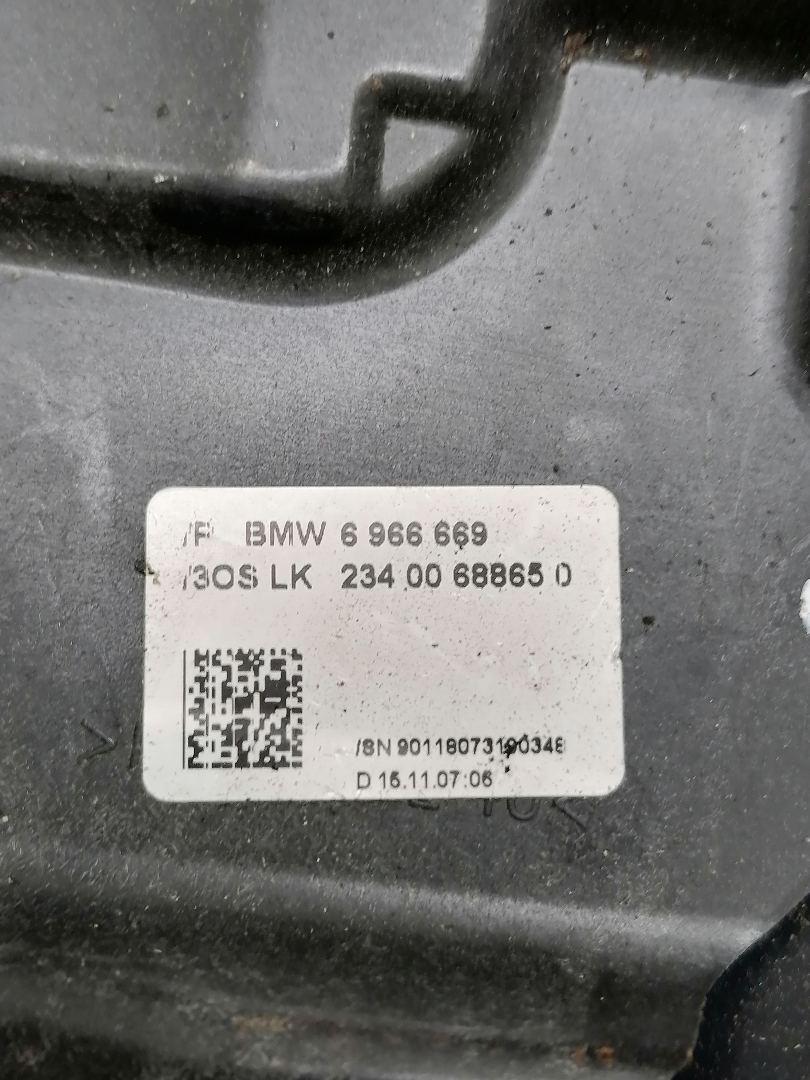 /P BMW 6 966 669
/3OS LK 234 00 68865 0
/SN 90118073190348
D 15.11.07:06